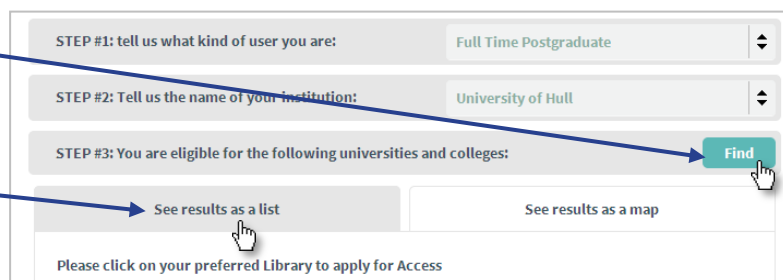 STEP #1: tell us what kind of user you are: Full Time Postgraduate
STEP #2: Tell us the name of your institution: University of Hull
STEP #3: You are eligible for the following universities and colleges: Find
See results as a list See results as a map
Please click on your preferred Library to apply for Access